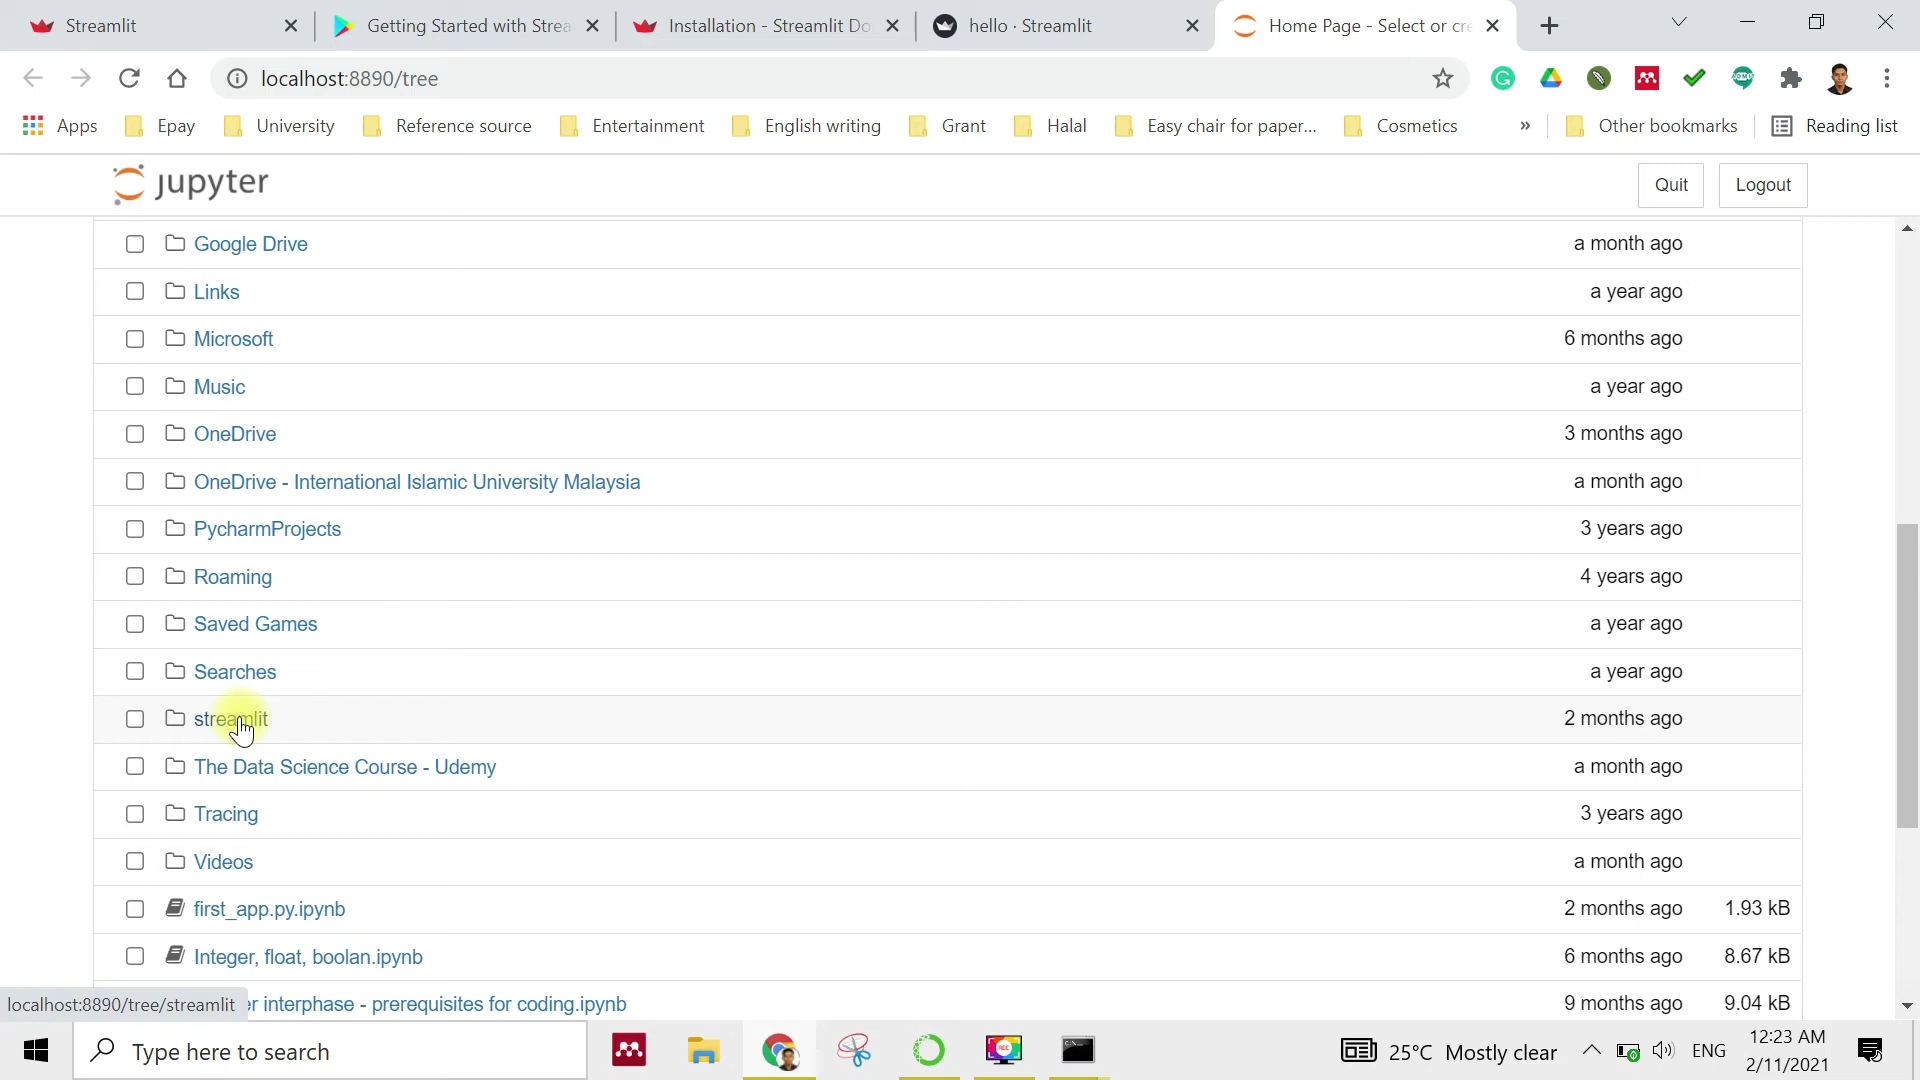 Streamlit
Getting Started with Strea
Installation - Streamlit Do
hello · Streamlit
Home Page - Select or cre
localhost:8890/tree
Apps
Epay
University
Reference source
Entertainment
English writing
Grant
Halal
Easy chair for paper...
Cosmetics
»
Other bookmarks
Reading list
jupyter
Quit
Logout
Google Drive a month ago
Links a year ago
Microsoft 6 months ago
Music a year ago
OneDrive 3 months ago
OneDrive - International Islamic University Malaysia a month ago
PycharmProjects 3 years ago
Roaming 4 years ago
Saved Games a year ago
Searches a year ago
streamlit 2 months ago
The Data Science Course - Udemy a month ago
Tracing 3 years ago
Videos a month ago
first_app.py.ipynb 2 months ago 1.93 kB
Integer, float, boolan.ipynb 6 months ago 8.67 kB
er interphase - prerequisites for coding.ipynb 9 months ago 9.04 kB
localhost:8890/tree/streamlit
Type here to search
25°C Mostly clear
ENG
12:23 AM
2/11/2021